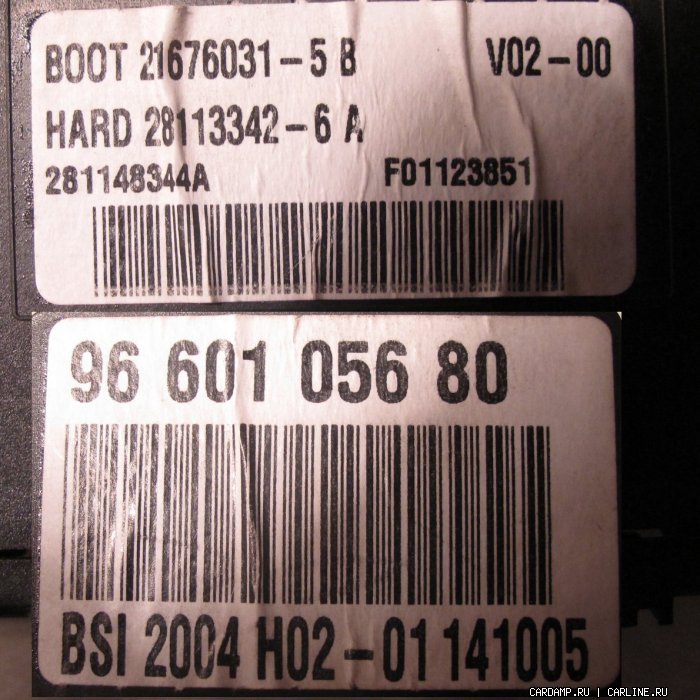 BOOT 21676031-5 B V02-00
HARD 28113342-6 A
281148344A F01123851
96 601 056 80
BSI 2004 H02-01 141005
CARDAMP.RU | CARLINE.RU